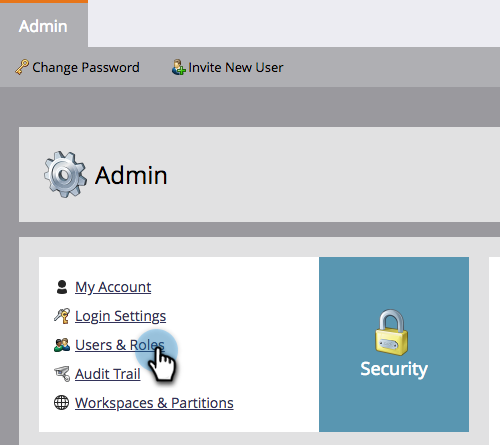 Admin
Change Password Invite New User
Admin
My Account
Login Settings
Users & Roles
Audit Trail
Workspaces & Partitions
Security